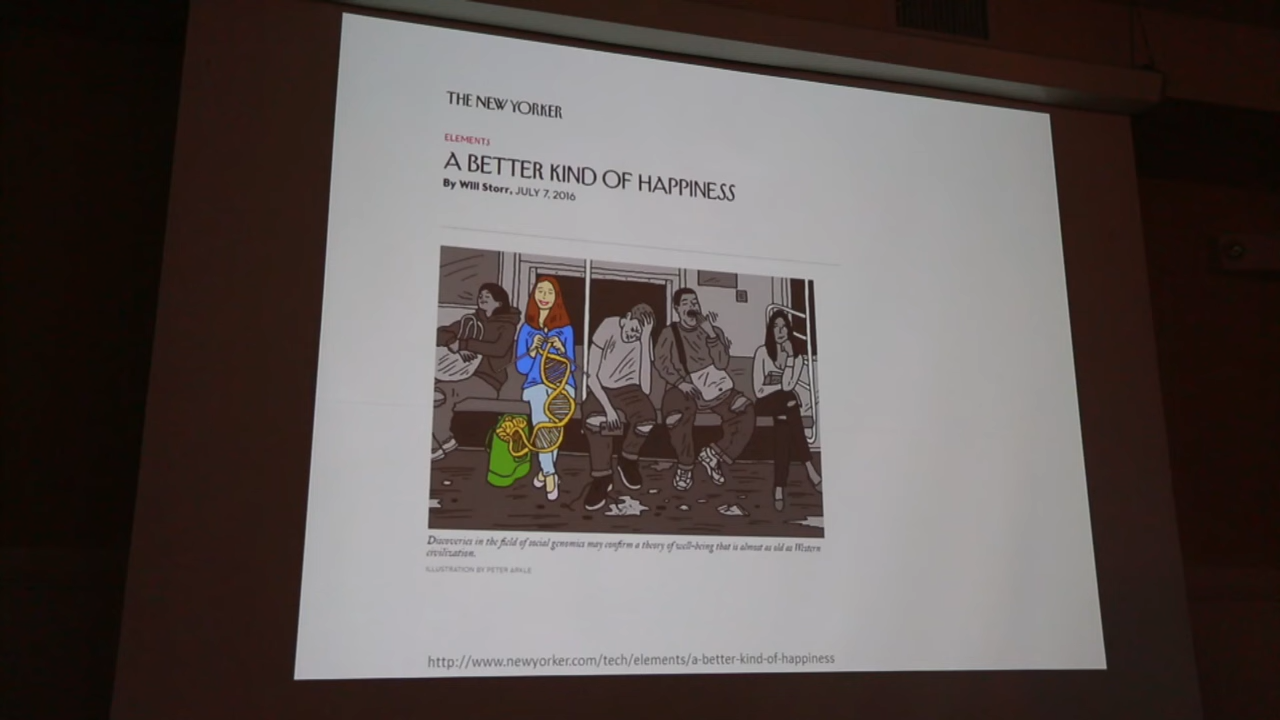 THE NEW YORKER
ELEMENTS
A BETTER KIND OF HAPPINESS
By Will Storr, JULY 7, 2016
Discoveries in the field of social genomics may confirm a theory of well-being that is almost as old as Western
civilization.
ILLUSTRATION BY PETER ARKLE
http://www.newyorker.com/tech/elements/a-better-kind-of-happiness